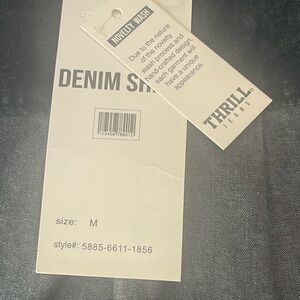 DENIM SH
123456789012
size: M
style#: 5885-6611-1856
NOVELTY WASH
Due to the nature
of the novelty
wash process and
hand-crafted design,
each garment will
have a unique
appearance.
THRILL
JEANS